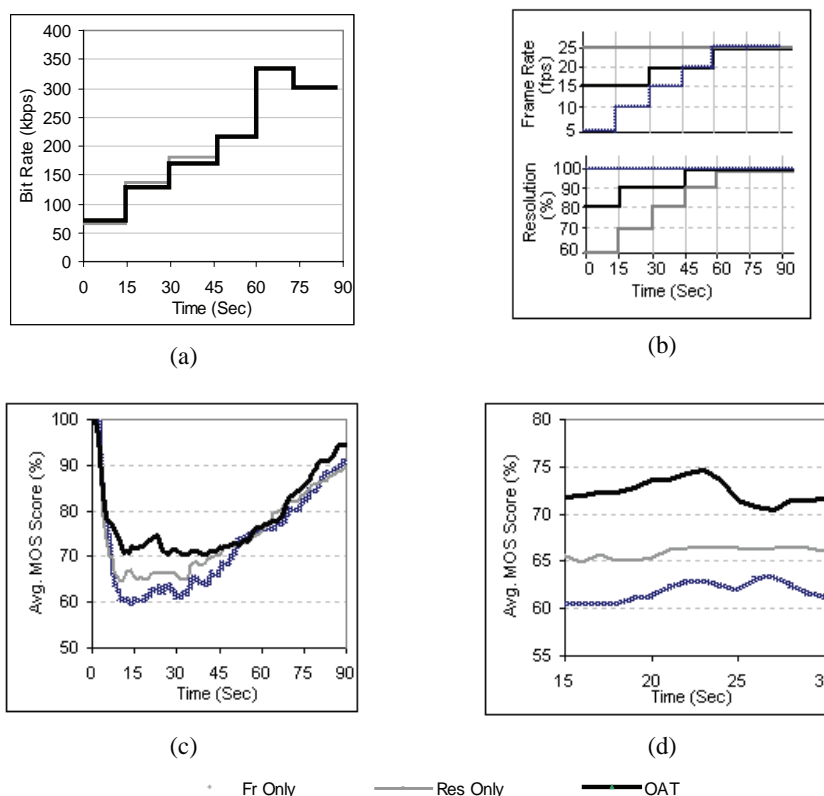 400
350
300
250
200
150
100
50
0
Bit Rate (kbps)
0 15 30 45 60 75 90
Time (Sec)
(a)
Frame Rate
(fps)
25
20
15
10
5
Resolution
(%)
100
90
80
70
60
0 15 30 45 60 75 90
Time (Sec)
(b)
100
90
80
70
60
50
Avg. MOS Score (%)
0 15 30 45 60 75 90
Time (Sec)
(c)
80
75
70
65
60
55
Avg. MOS Score (%)
15 20 25 3
Time (Sec)
(d)
Fr Only Res Only OAT